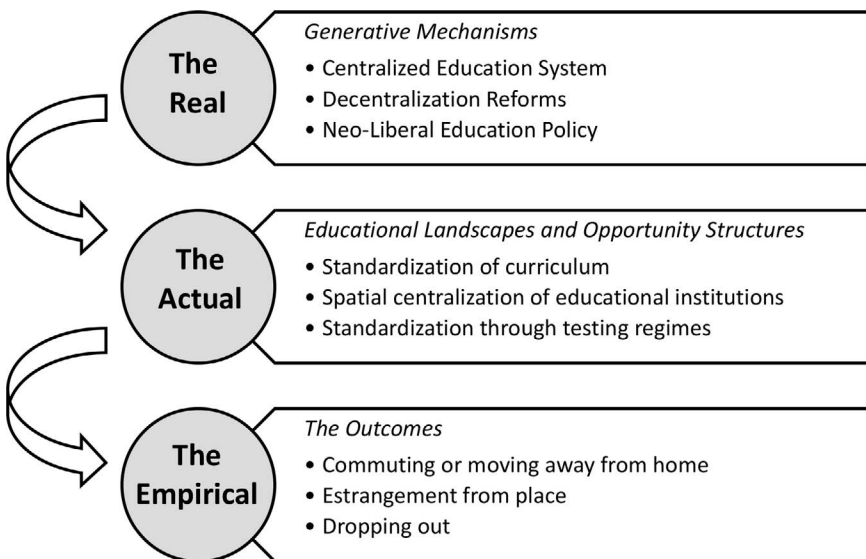 The
Real
Generative Mechanisms
• Centralized Education System
• Decentralization Reforms
• Neo-Liberal Education Policy
The
Actual
Educational Landscapes and Opportunity Structures
• Standardization of curriculum
• Spatial centralization of educational institutions
• Standardization through testing regimes
The
Empirical
The Outcomes
• Commuting or moving away from home
• Estrangement from place
• Dropping out